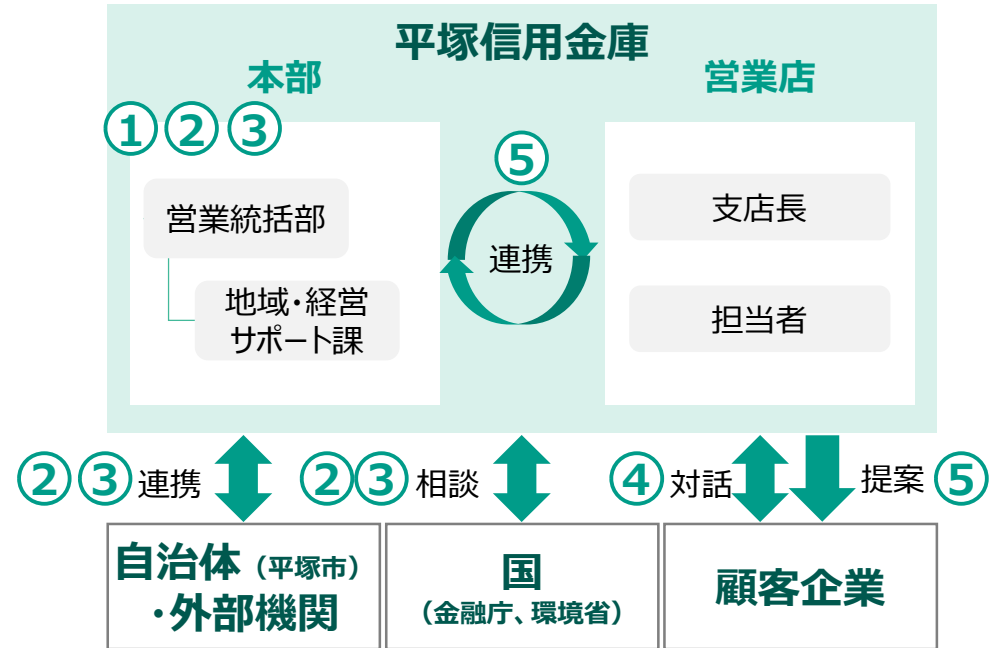 平塚信用金庫
本部
営業店
① ② ③
⑤
営業統括部
地域・経営
サポート課
連携
支店長
担当者
②③連携
②③相談
④対話
提案⑤
自治体（平塚市）
・外部機関
国
（金融庁、環境省）
顧客企業